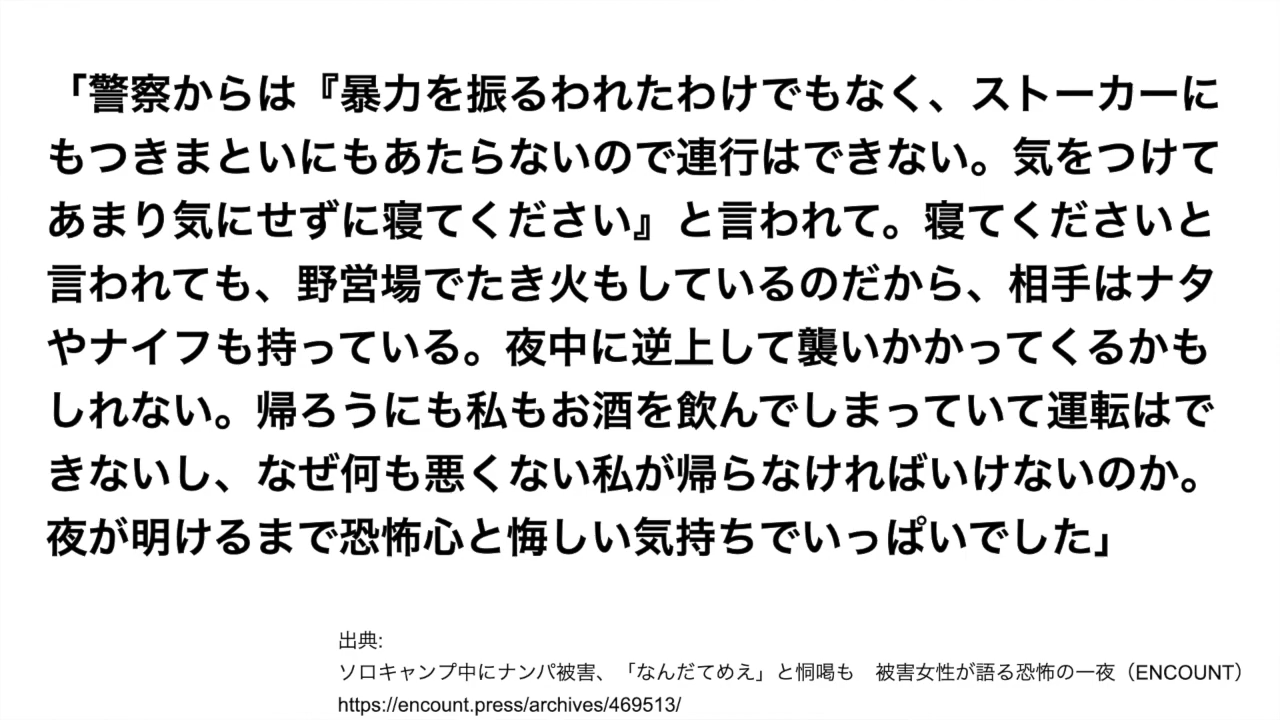 「警察からは『暴力を振るわれたわけでもなく、ストーカーに
もつきまといにもあたらないので連行はできない。気をつけて
あまり気にせずに寝てください』と言われて。寝てくださいと
言われても、野営場でたき火もしているのだから、相手はナタ
やナイフも持っている。夜中に逆上して襲いかかってくるかも
しれない。帰ろうにも私もお酒を飲んでしまっていて運転はで
きないし、なぜ何も悪くない私が帰らなければいけないのか。
夜が明けるまで恐怖心と悔しい気持ちでいっぱいでした」
出典:
ソロキャンプ中にナンパ被害、「なんだてめえ」と恫喝も　被害女性が語る恐怖の一夜（ENCOUNT）
https://encount.press/archives/469513/